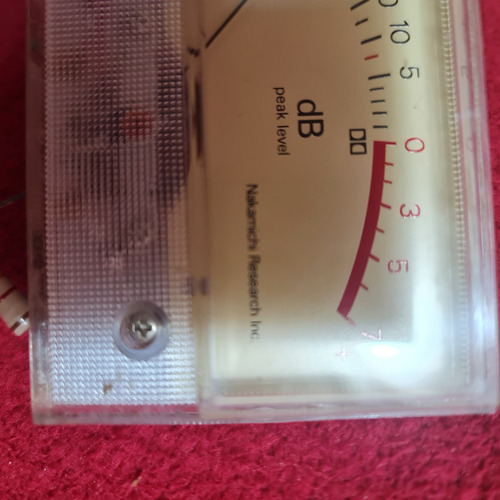 10 5 0 3 5 7
+
dB
peak level
Nakamichi Research Inc.